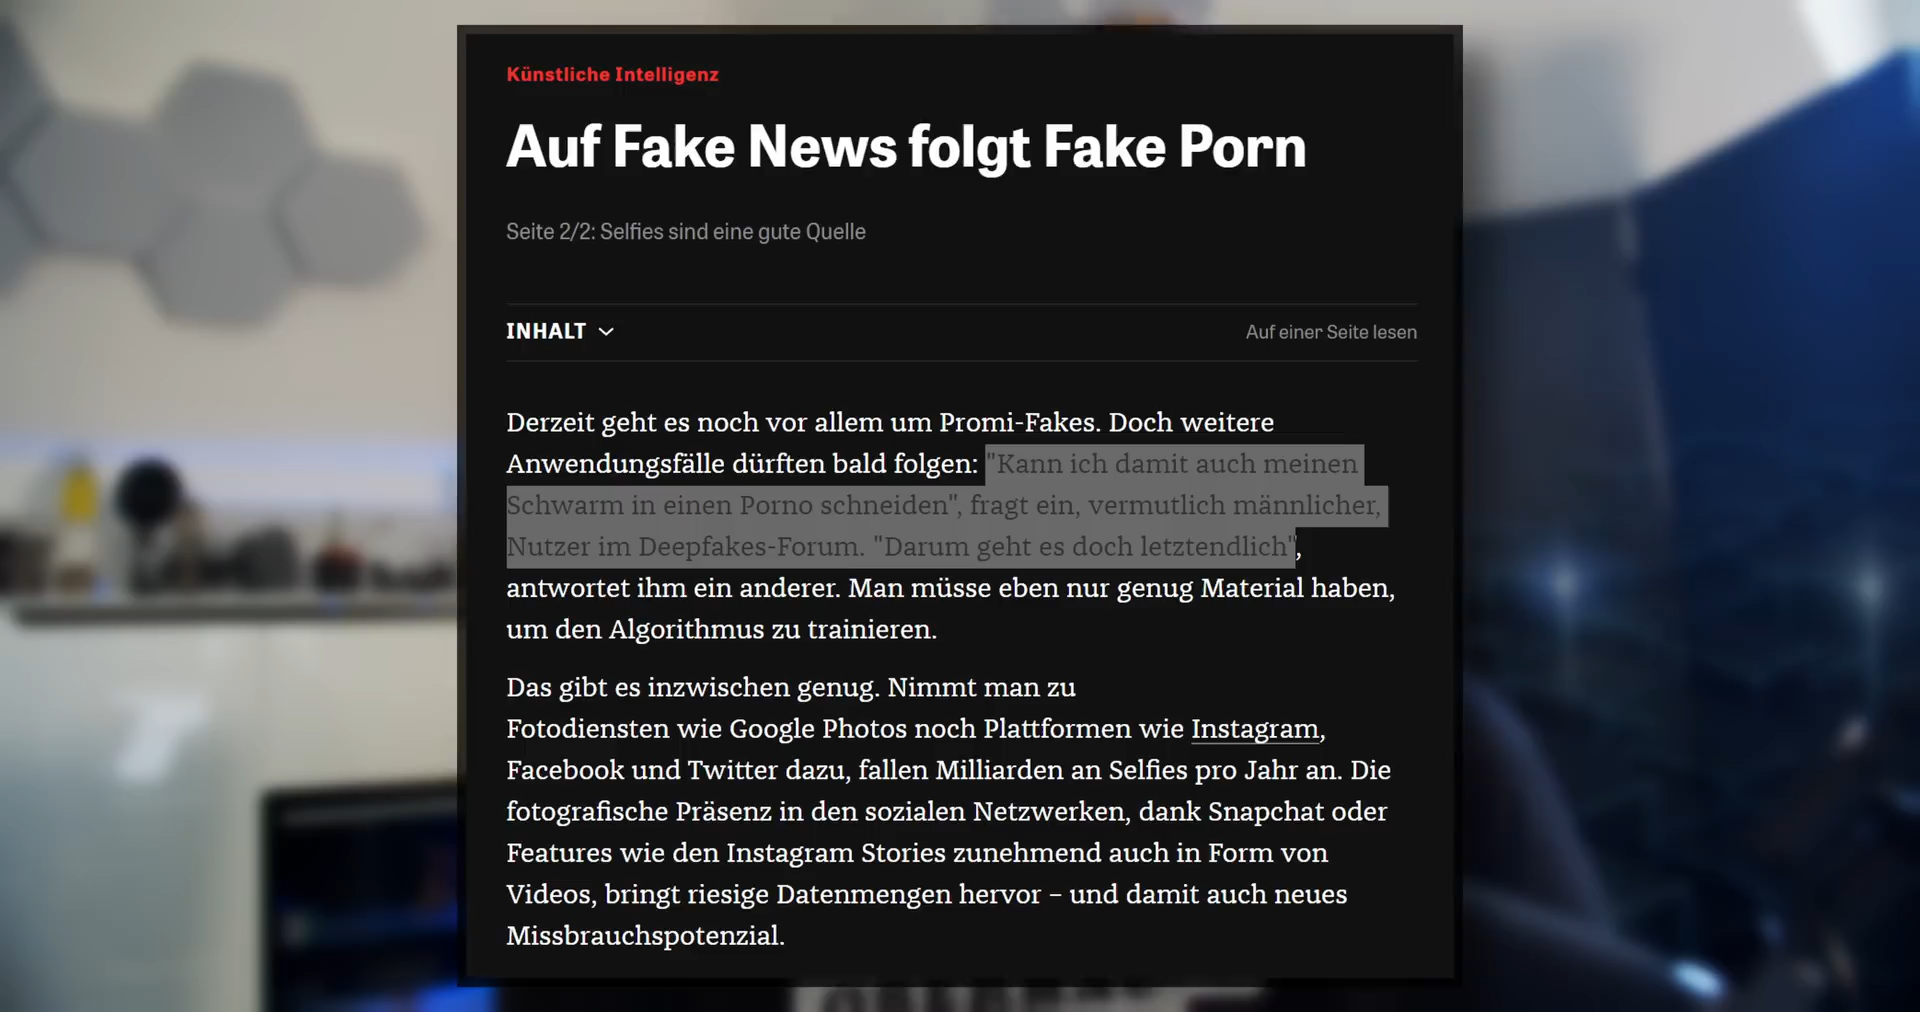 Künstliche Intelligenz
Auf Fake News folgt Fake Porn
Seite 2/2: Selfies sind eine gute Quelle
INHALT
Auf einer Seite lesen
Derzeit geht es noch vor allem um Promi-Fakes. Doch weitere
Anwendungsfälle dürften bald folgen: "Kann ich damit auch meinen
Schwarm in einen Porno schneiden", fragt ein, vermutlich männlicher,
Nutzer im Deepfakes-Forum. "Darum geht es doch letztendlich",
antwortet ihm ein anderer. Man müsse eben nur genug Material haben,
um den Algorithmus zu trainieren.
Das gibt es inzwischen genug. Nimmt man zu
Fotodiensten wie Google Photos noch Plattformen wie Instagram,
Facebook und Twitter dazu, fallen Milliarden an Selfies pro Jahr an. Die
fotografische Präsenz in den sozialen Netzwerken, dank Snapchat oder
Features wie den Instagram Stories zunehmend auch in Form von
Videos, bringt riesige Datenmengen hervor – und damit auch neues
Missbrauchspotenzial.